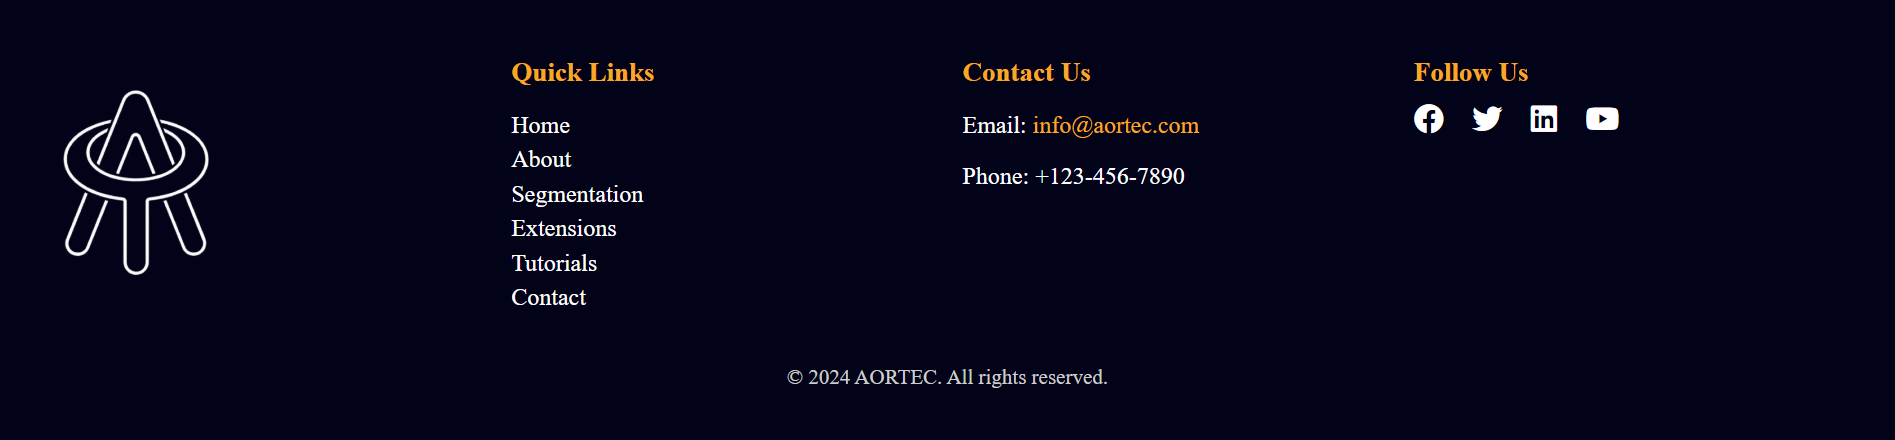 Quick Links
Home
About
Segmentation
Extensions
Tutorials
Contact
Contact Us
Email: info@aortec.com
Phone: +123-456-7890
Follow Us
© 2024 AORTEC. All rights reserved.